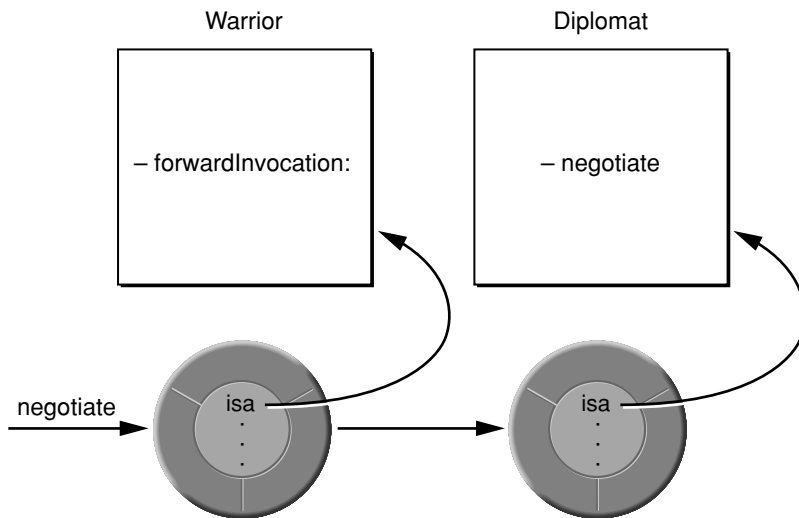 Warrior
Diplomat
– forwardInvocation:
– negotiate
negotiate
isa
.
.
.
isa
.
.
.